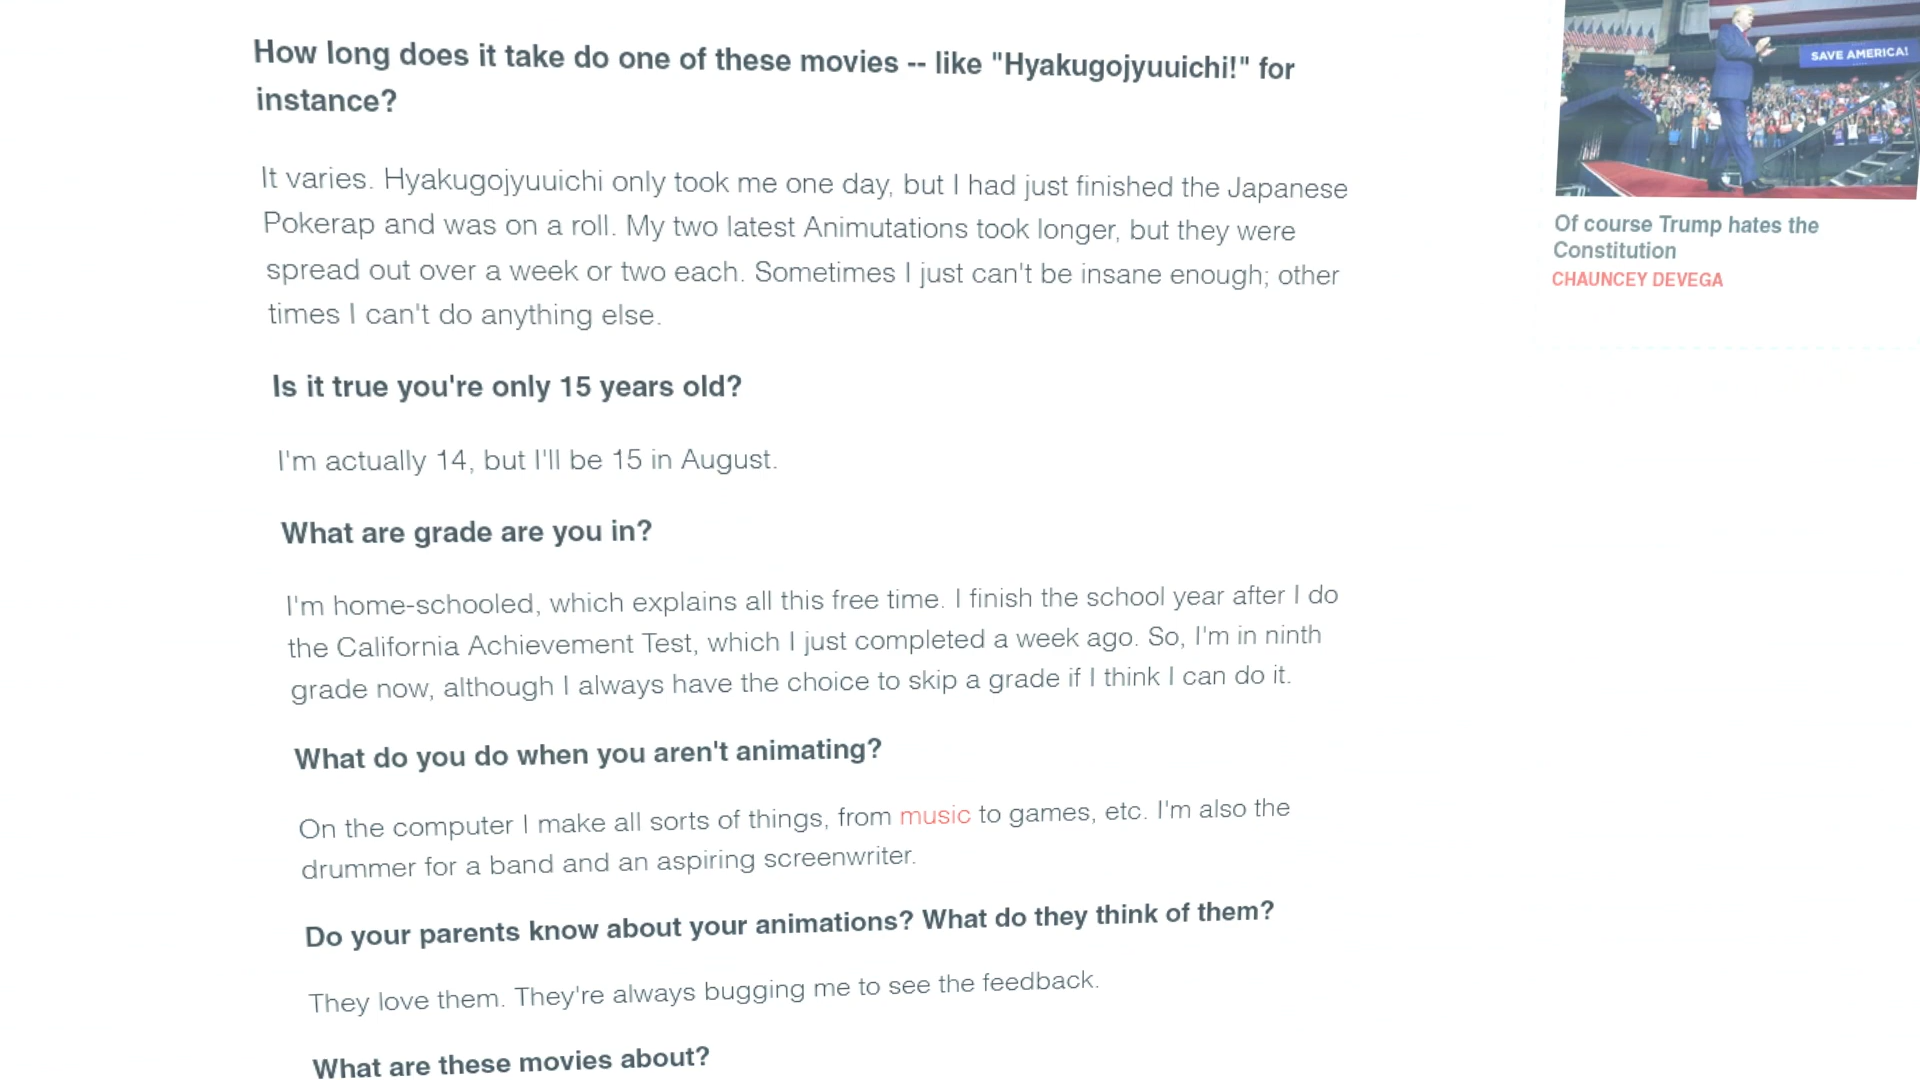 How long does it take do one of these movies -- like "Hyakugojyuuichi!" for
instance?
It varies. Hyakugojyuuichi only took me one day, but I had just finished the Japanese
Pokerap and was on a roll. My two latest Animutations took longer, but they were
spread out over a week or two each. Sometimes I just can't be insane enough; other
times I can't do anything else.
Is it true you're only 15 years old?
I'm actually 14, but I'll be 15 in August.
What are grade are you in?
I'm home-schooled, which explains all this free time. I finish the school year after I do
the California Achievement Test, which I just completed a week ago. So, I'm in ninth
grade now, although I always have the choice to skip a grade if I think I can do it.
What do you do when you aren't animating?
On the computer I make all sorts of things, from music to games, etc. I'm also the
drummer for a band and an aspiring screenwriter.
Do your parents know about your animations? What do they think of them?
They love them. They're always bugging me to see the feedback.
What are these movies about?
SAVE AMERICA!
Of course Trump hates the
Constitution
CHAUNCEY DEVEGA